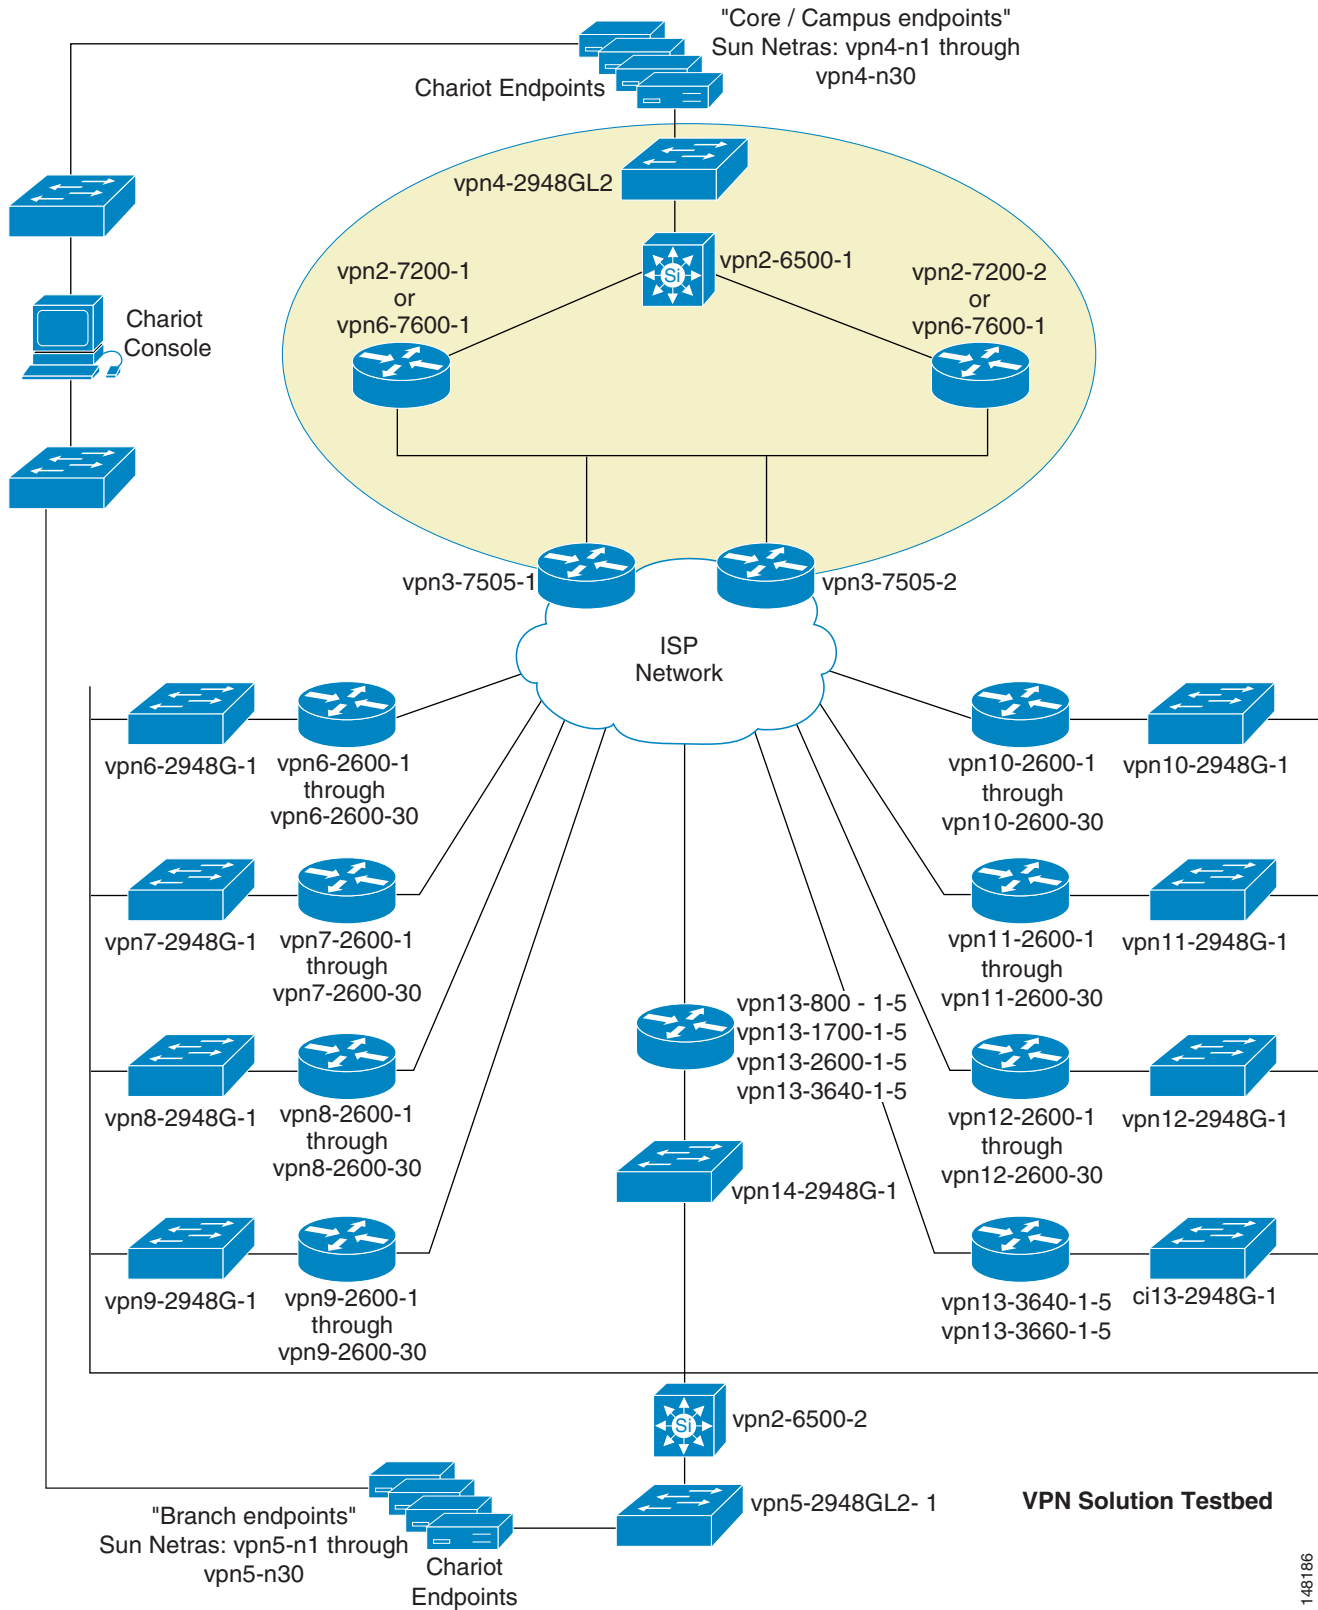 "Core / Campus endpoints"
Sun Netras: vpn4-n1 through
vpn4-n30
Chariot Endpoints
vpn4-2948GL2
vpn2-6500-1
vpn2-7200-1
or
vpn6-7600-1
vpn2-7200-2
or
vpn6-7600-1
Si
Chariot
Console
vpn3-7505-1
vpn3-7505-2
ISP
Network
vpn6-2948G-1
vpn6-2600-1
through
vpn6-2600-30
vpn10-2600-1
through
vpn10-2600-30
vpn10-2948G-1
vpn7-2948G-1
vpn7-2600-1
through
vpn7-2600-30
vpn11-2600-1
through
vpn11-2600-30
vpn11-2948G-1
vpn13-800 - 1-5
vpn13-1700-1-5
vpn13-2600-1-5
vpn13-3640-1-5
vpn8-2948G-1
vpn8-2600-1
through
vpn8-2600-30
vpn12-2600-1
through
vpn12-2600-30
vpn12-2948G-1
vpn14-2948G-1
vpn9-2948G-1
vpn9-2600-1
through
vpn9-2600-30
vpn13-3640-1-5
vpn13-3660-1-5
ci13-2948G-1
Si
vpn2-6500-2
vpn5-2948GL2- 1
"Branch endpoints"
Sun Netras: vpn5-n1 through
vpn5-n30
Chariot
Endpoints
VPN Solution Testbed
148186